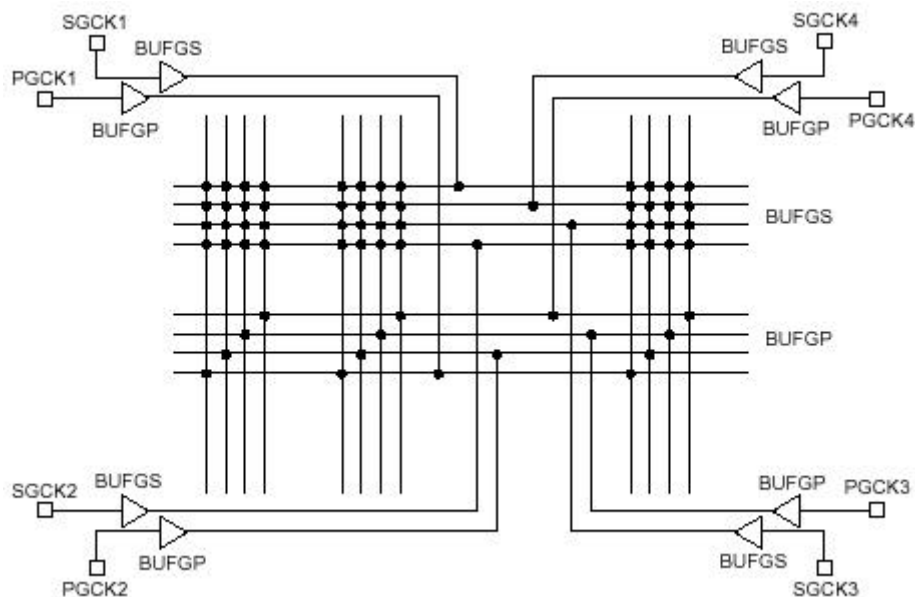 SGCK1
SGCK4
BUFGS
BUFGS
PGCK1
BUFGP
BUFGP
PGCK4
BUFGS
BUFGP
BUFGS
BUFGP
SGCK2
PGCK3
BUFGP
BUFGS
PGCK2
SGCK3